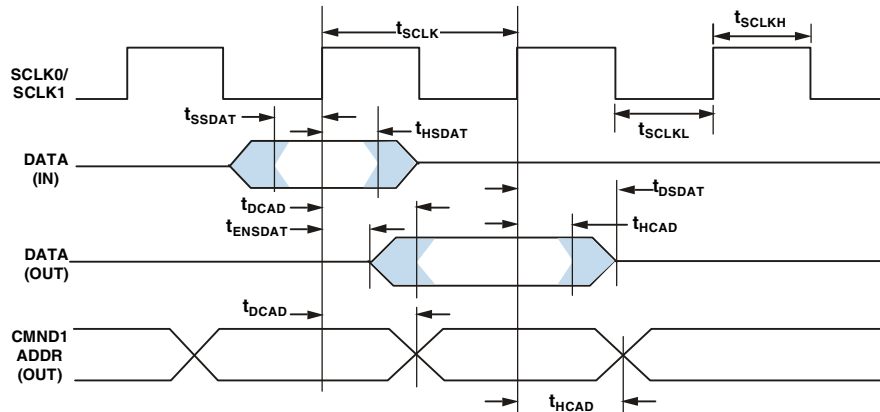 tSCLK
tSCLKH
SCLK0/
SCLK1
tSSDAT
tHSDAT
tSCLKL
DATA
(IN)
tDSDAT
tDCAD
tENSDAT
tHCAD
DATA
(OUT)
tDCAD
CMND1
ADDR
(OUT)
tHCAD